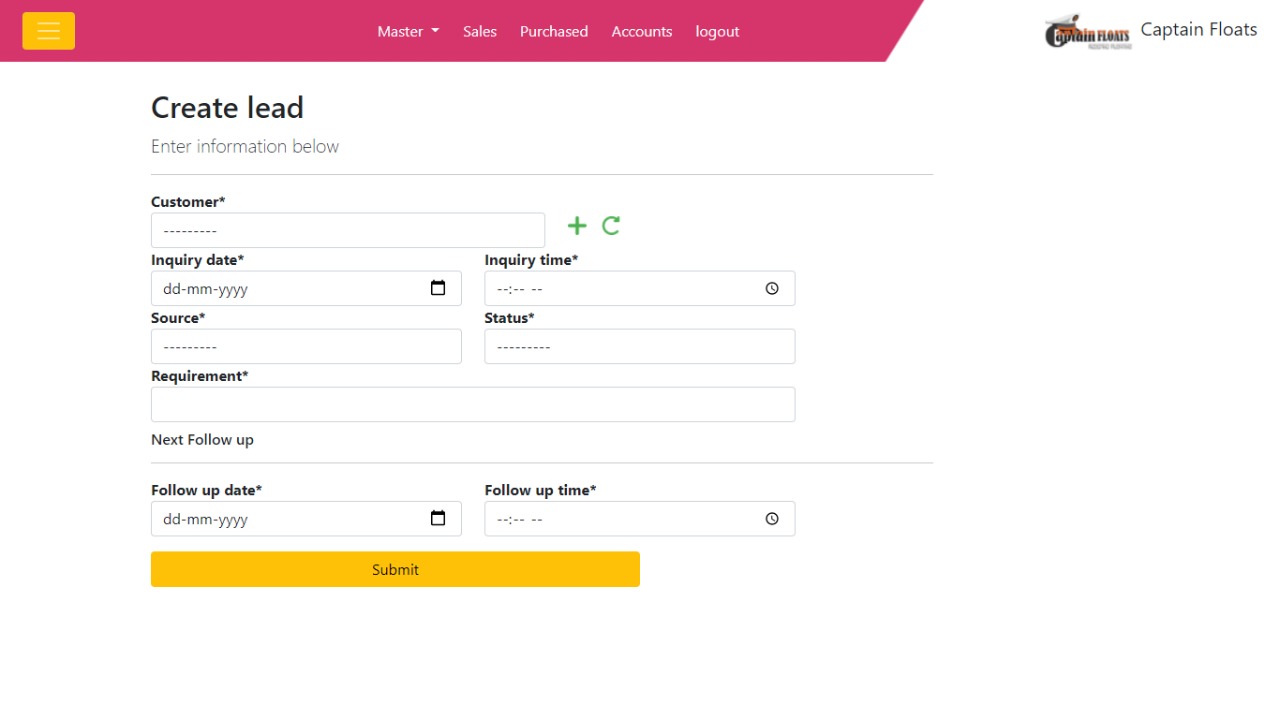 Master Sales Purchased Accounts logout
Captain FLOATS Captain Floats
Create lead
Enter information below
Customer*
---------
Inquiry date* Inquiry time*
dd-mm-yyyy --:-- --
Source* Status*
--------- ---------
Requirement*
Next Follow up
Follow up date* Follow up time*
dd-mm-yyyy --:-- --
Submit